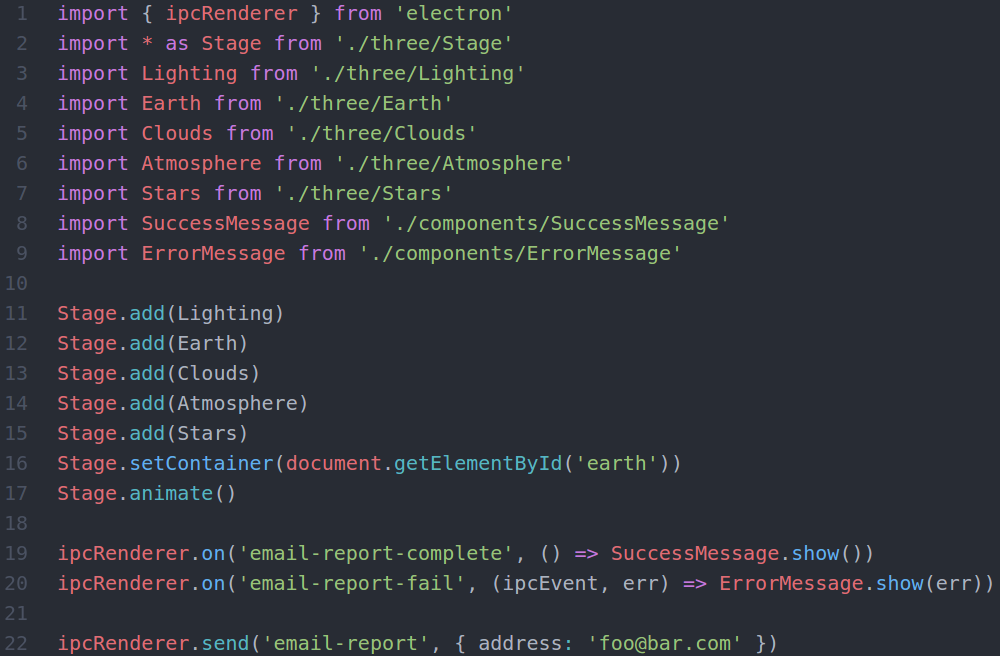 1 import { ipcRenderer } from 'electron'
2 import * as Stage from './three/Stage'
3 import Lighting from './three/Lighting'
4 import Earth from './three/Earth'
5 import Clouds from './three/Clouds'
6 import Atmosphere from './three/Atmosphere'
7 import Stars from './three/Stars'
8 import SuccessMessage from './components/SuccessMessage'
9 import ErrorMessage from './components/ErrorMessage'
10
11 Stage.add(Lighting)
12 Stage.add(Earth)
13 Stage.add(Clouds)
14 Stage.add(Atmosphere)
15 Stage.add(Stars)
16 Stage.setContainer(document.getElementById('earth'))
17 Stage.animate()
18
19 ipcRenderer.on('email-report-complete', () => SuccessMessage.show())
20 ipcRenderer.on('email-report-fail', (ipcEvent, err) => ErrorMessage.show(err))
21
22 ipcRenderer.send('email-report', { address: 'foo@bar.com' })